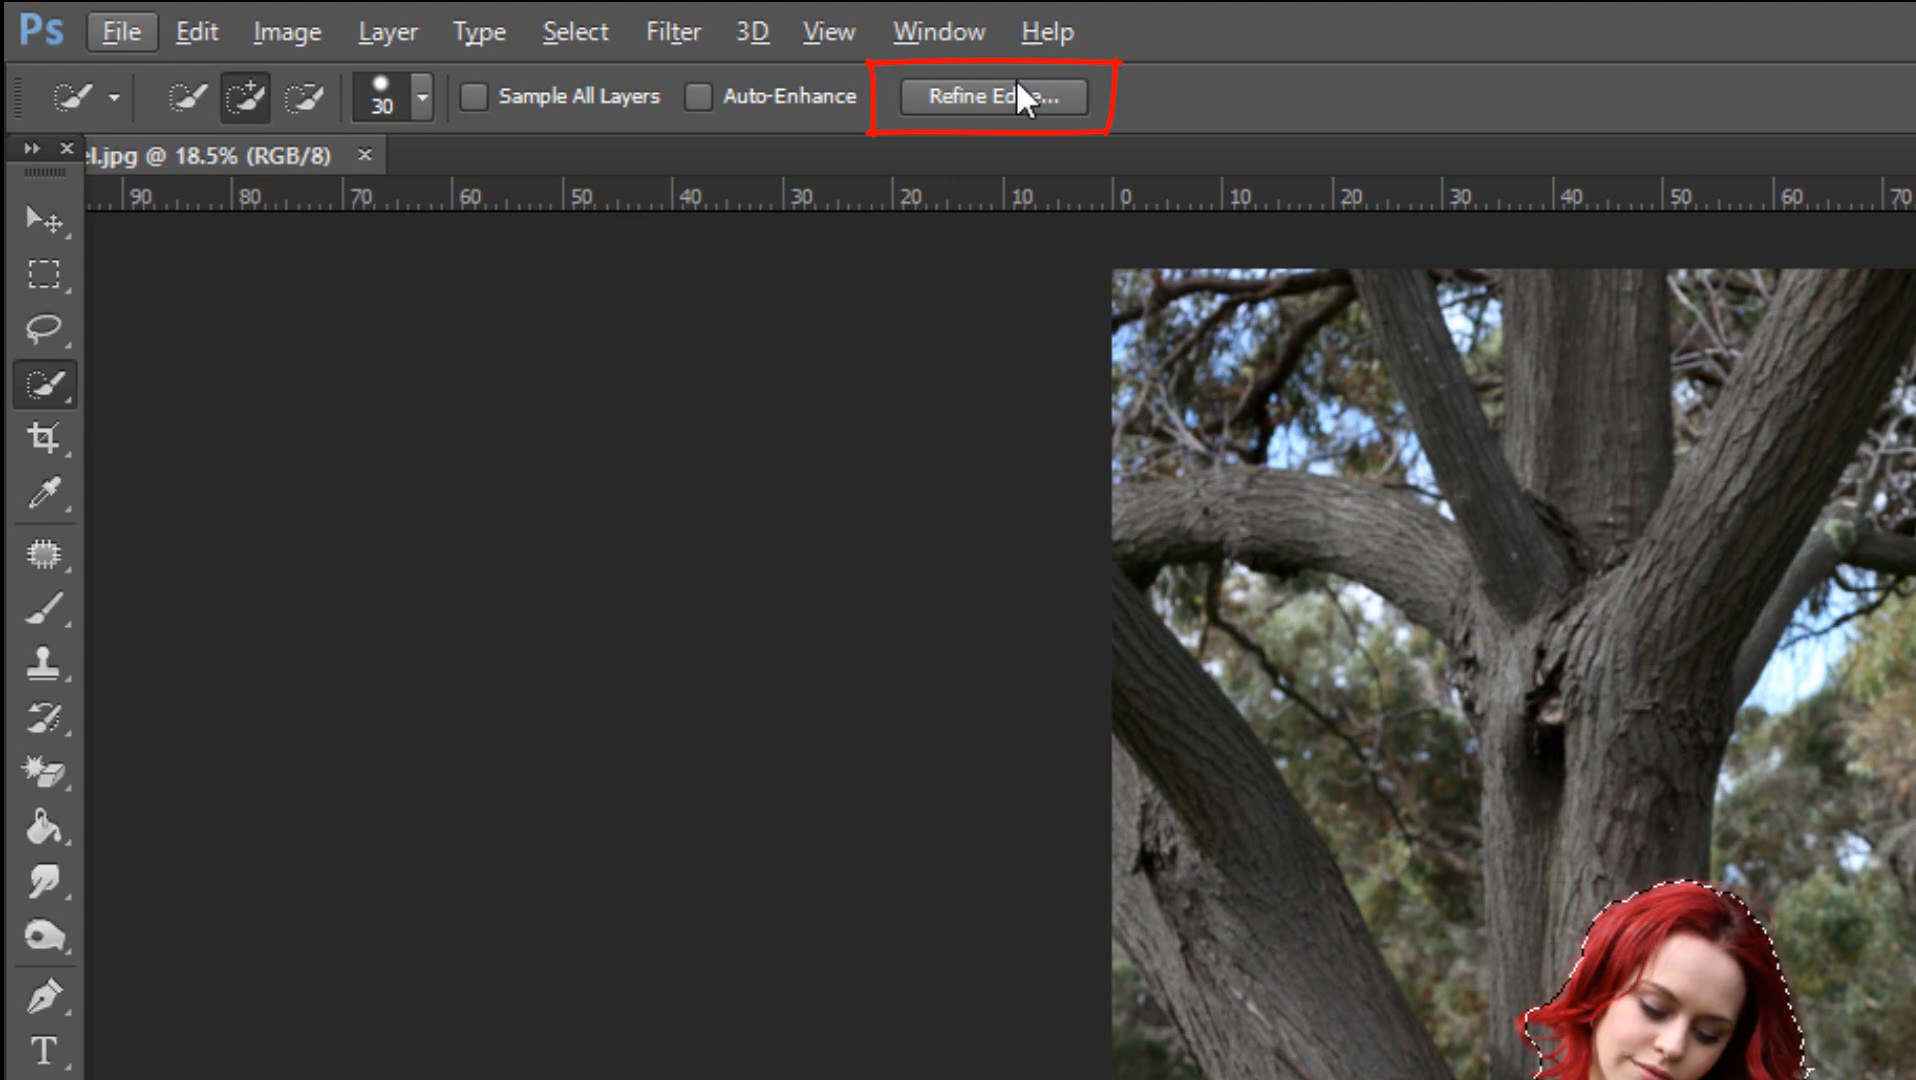 Ps File Edit Image Layer Type Select Filter 3D View Window Help
30 Sample All Layers Auto-Enhance Refine
el.jpg @ 18.5% (RGB/8) ×
90 80 70 60 50 40 30 20 10 0 10 20 30 40 50 60 70
T